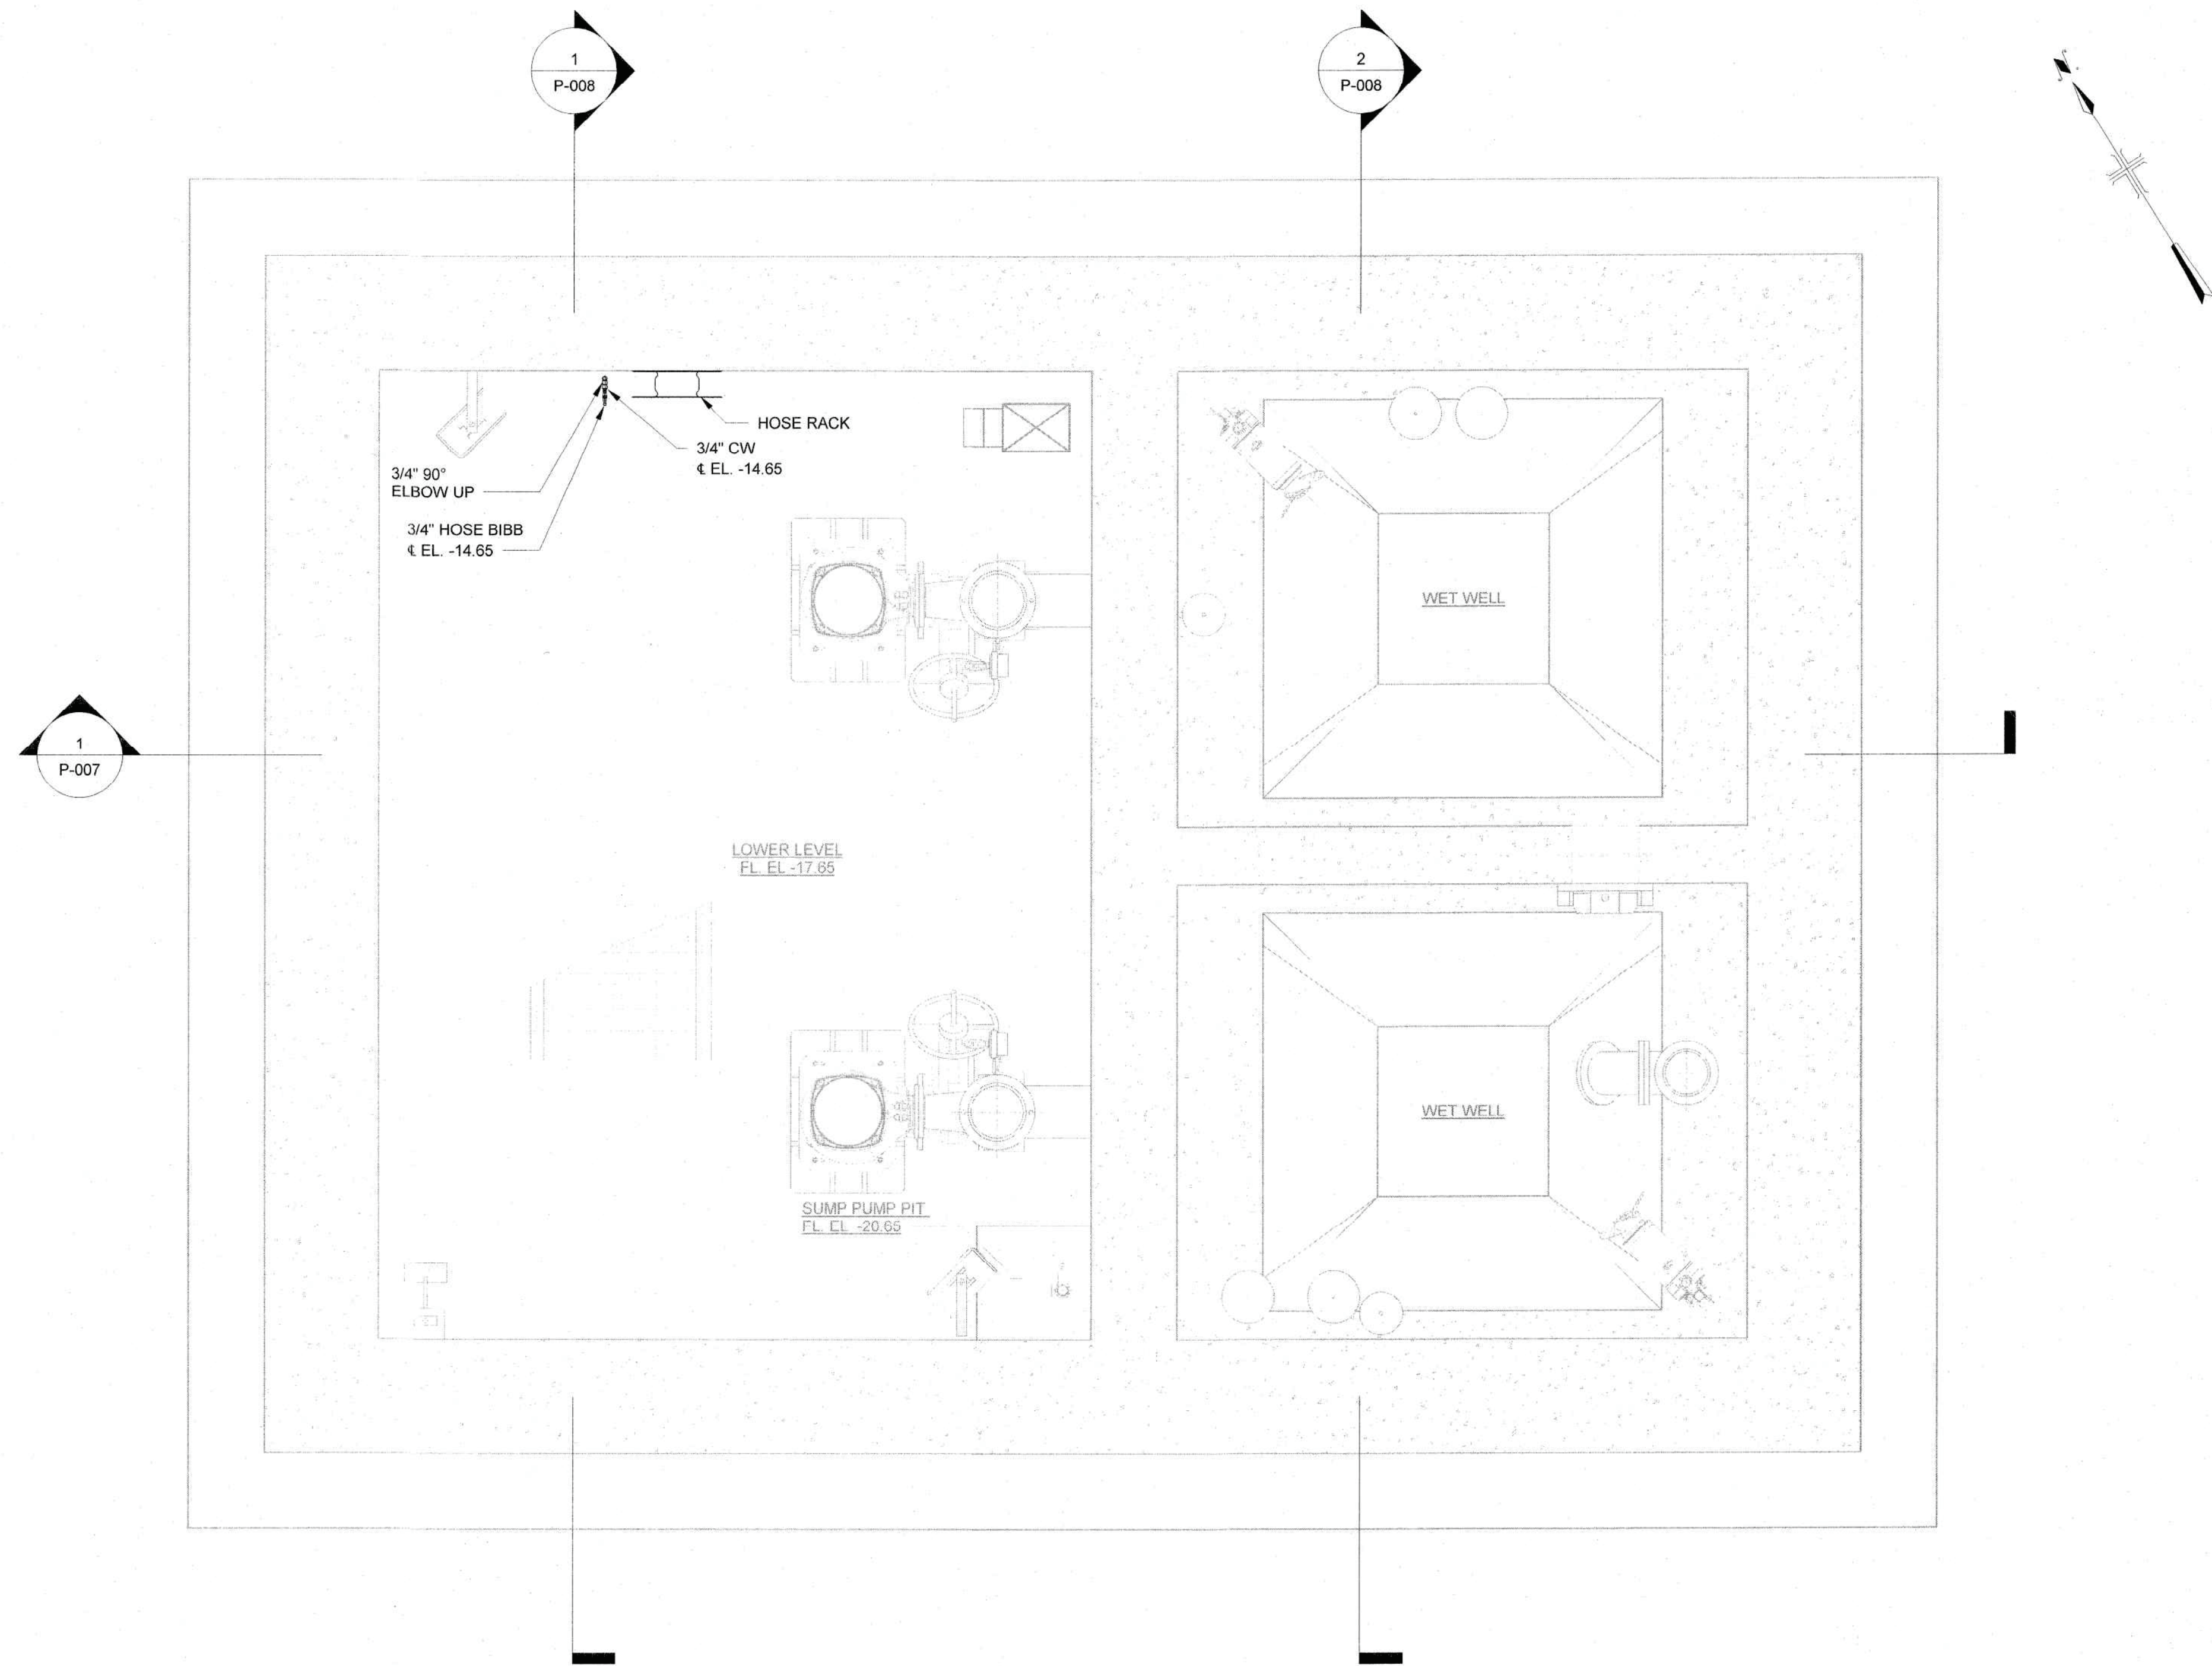 1
P-008
2
P-008
N
HOSE RACK
3/4" CW
℄ EL. -14.65
3/4" 90°
ELBOW UP
3/4" HOSE BIBB
℄ EL. -14.65
WET WELL
1
P-007
LOWER LEVEL
FL. EL -17.65
WET WELL
SUMP PUMP PIT
FL. EL -20.65